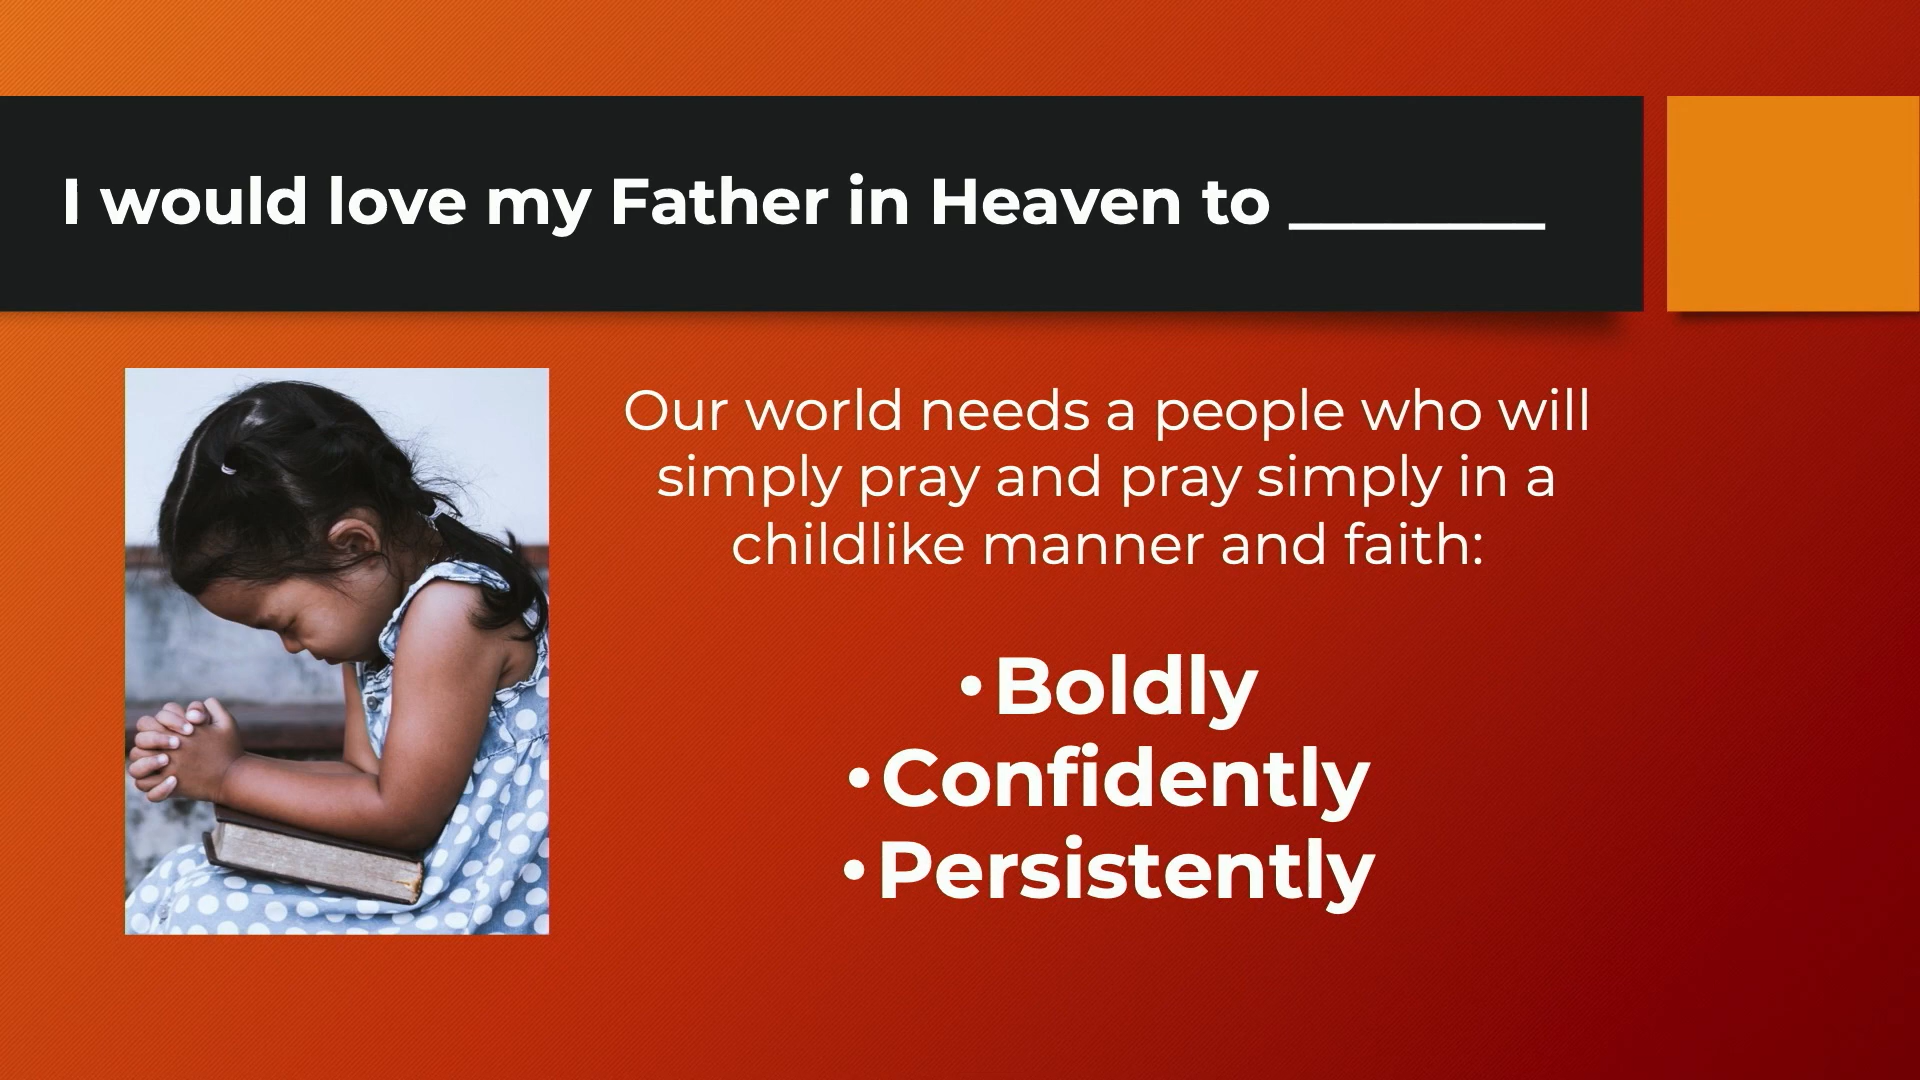 I would love my Father in Heaven to ________
Our world needs a people who will
simply pray and pray simply in a
childlike manner and faith:
•Boldly
•Confidently
•Persistently